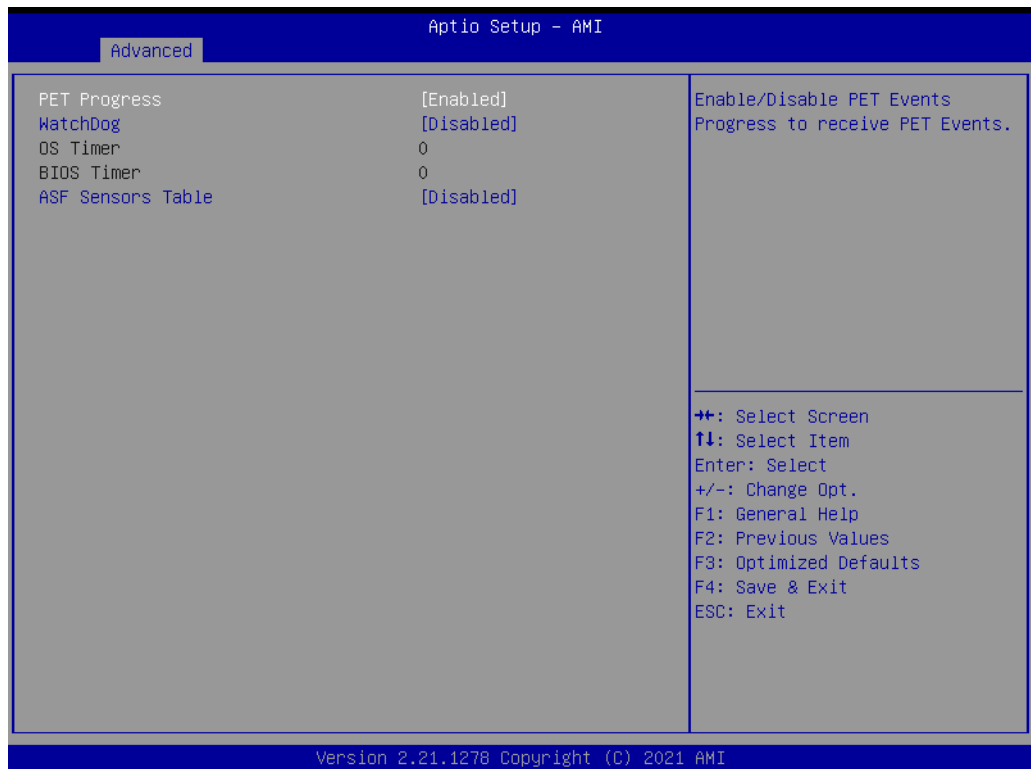 Aptio Setup – AMI
Advanced
PET Progress [Enabled]
WatchDog [Disabled]
OS Timer 0
BIOS Timer 0
ASF Sensors Table [Disabled]
Enable/Disable PET Events
Progress to receive PET Events.
→←: Select Screen
↑↓: Select Item
Enter: Select
+/-: Change Opt.
F1: General Help
F2: Previous Values
F3: Optimized Defaults
F4: Save & Exit
ESC: Exit
Version 2.21.1278 Copyright (C) 2021 AMI